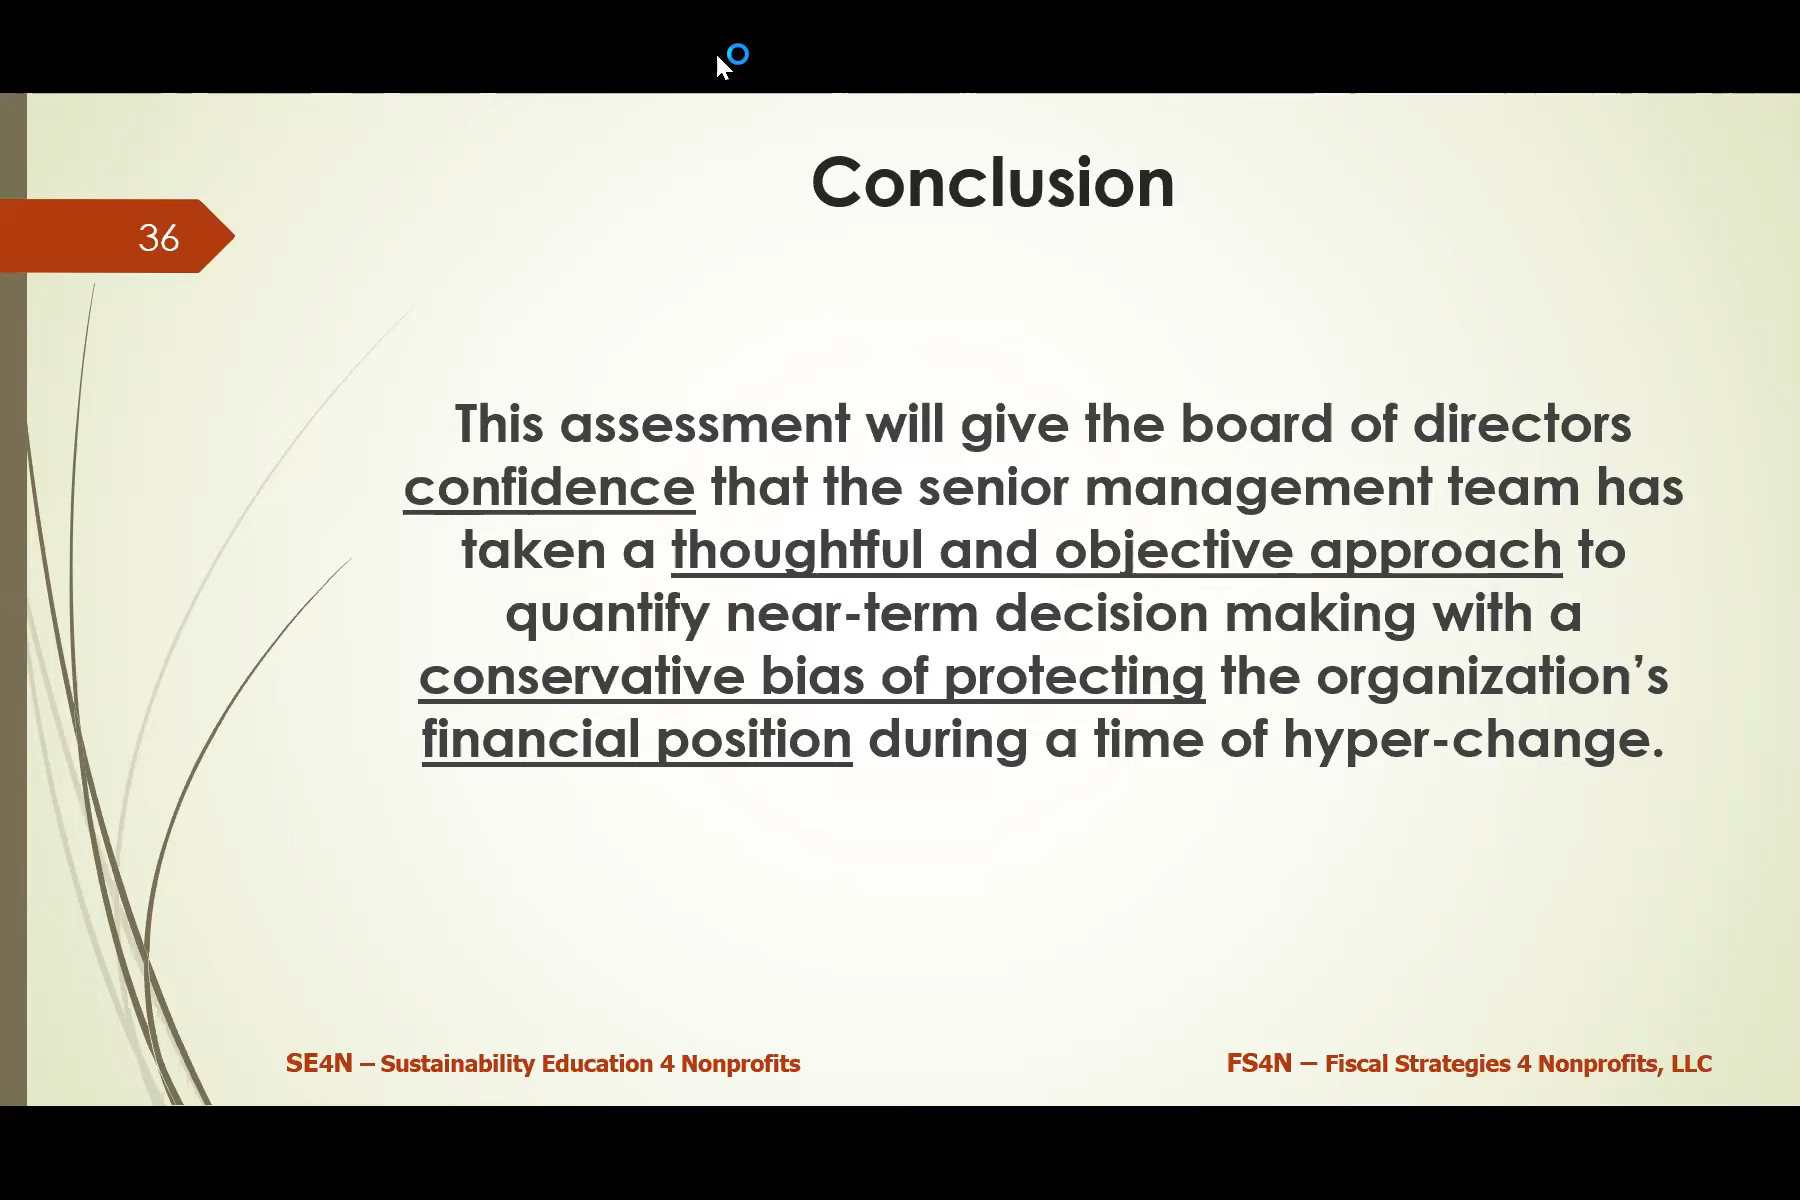 Conclusion
36
This assessment will give the board of directors
confidence that the senior management team has
taken a thoughtful and objective approach to
quantify near-term decision making with a
conservative bias of protecting the organization’s
financial position during a time of hyper-change.
SE4N – Sustainability Education 4 Nonprofits
FS4N – Fiscal Strategies 4 Nonprofits, LLC